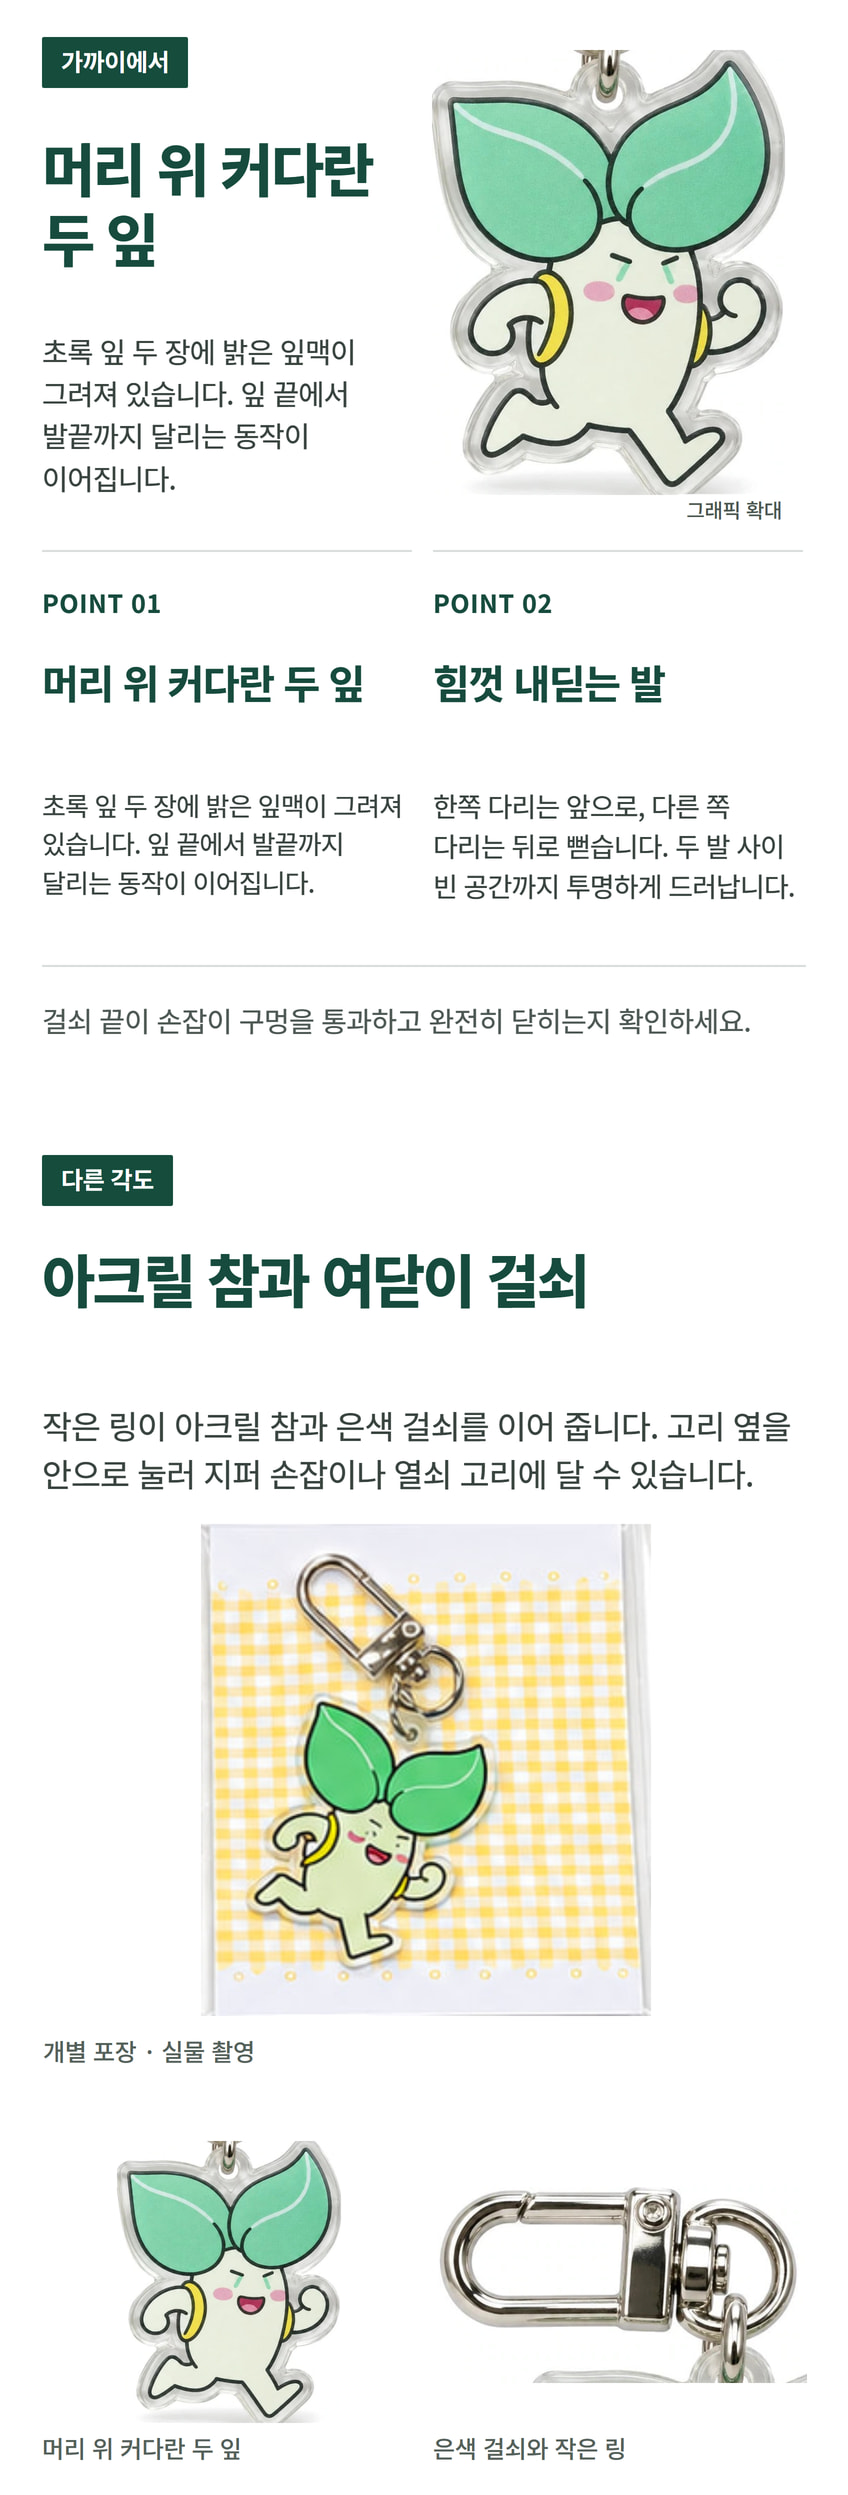 가까이에서
머리 위 커다란
두 잎
초록 잎 두 장에 밝은 잎맥이
그려져 있습니다. 잎 끝에서
발끝까지 달리는 동작이
이어집니다.
그래픽 확대
POINT 01
머리 위 커다란 두 잎
초록 잎 두 장에 밝은 잎맥이 그려져
있습니다. 잎 끝에서 발끝까지
달리는 동작이 이어집니다.
POINT 02
힘껏 내딛는 발
한쪽 다리는 앞으로, 다른 쪽
다리는 뒤로 뻗습니다. 두 발 사이
빈 공간까지 투명하게 드러납니다.
걸쇠 끝이 손잡이 구멍을 통과하고 완전히 닫히는지 확인하세요.
다른 각도
아크릴 참과 여닫이 걸쇠
작은 링이 아크릴 참과 은색 걸쇠를 이어 줍니다. 고리 옆을
안으로 눌러 지퍼 손잡이나 열쇠 고리에 달 수 있습니다.
개별 포장 · 실물 촬영
머리 위 커다란 두 잎
은색 걸쇠와 작은 링